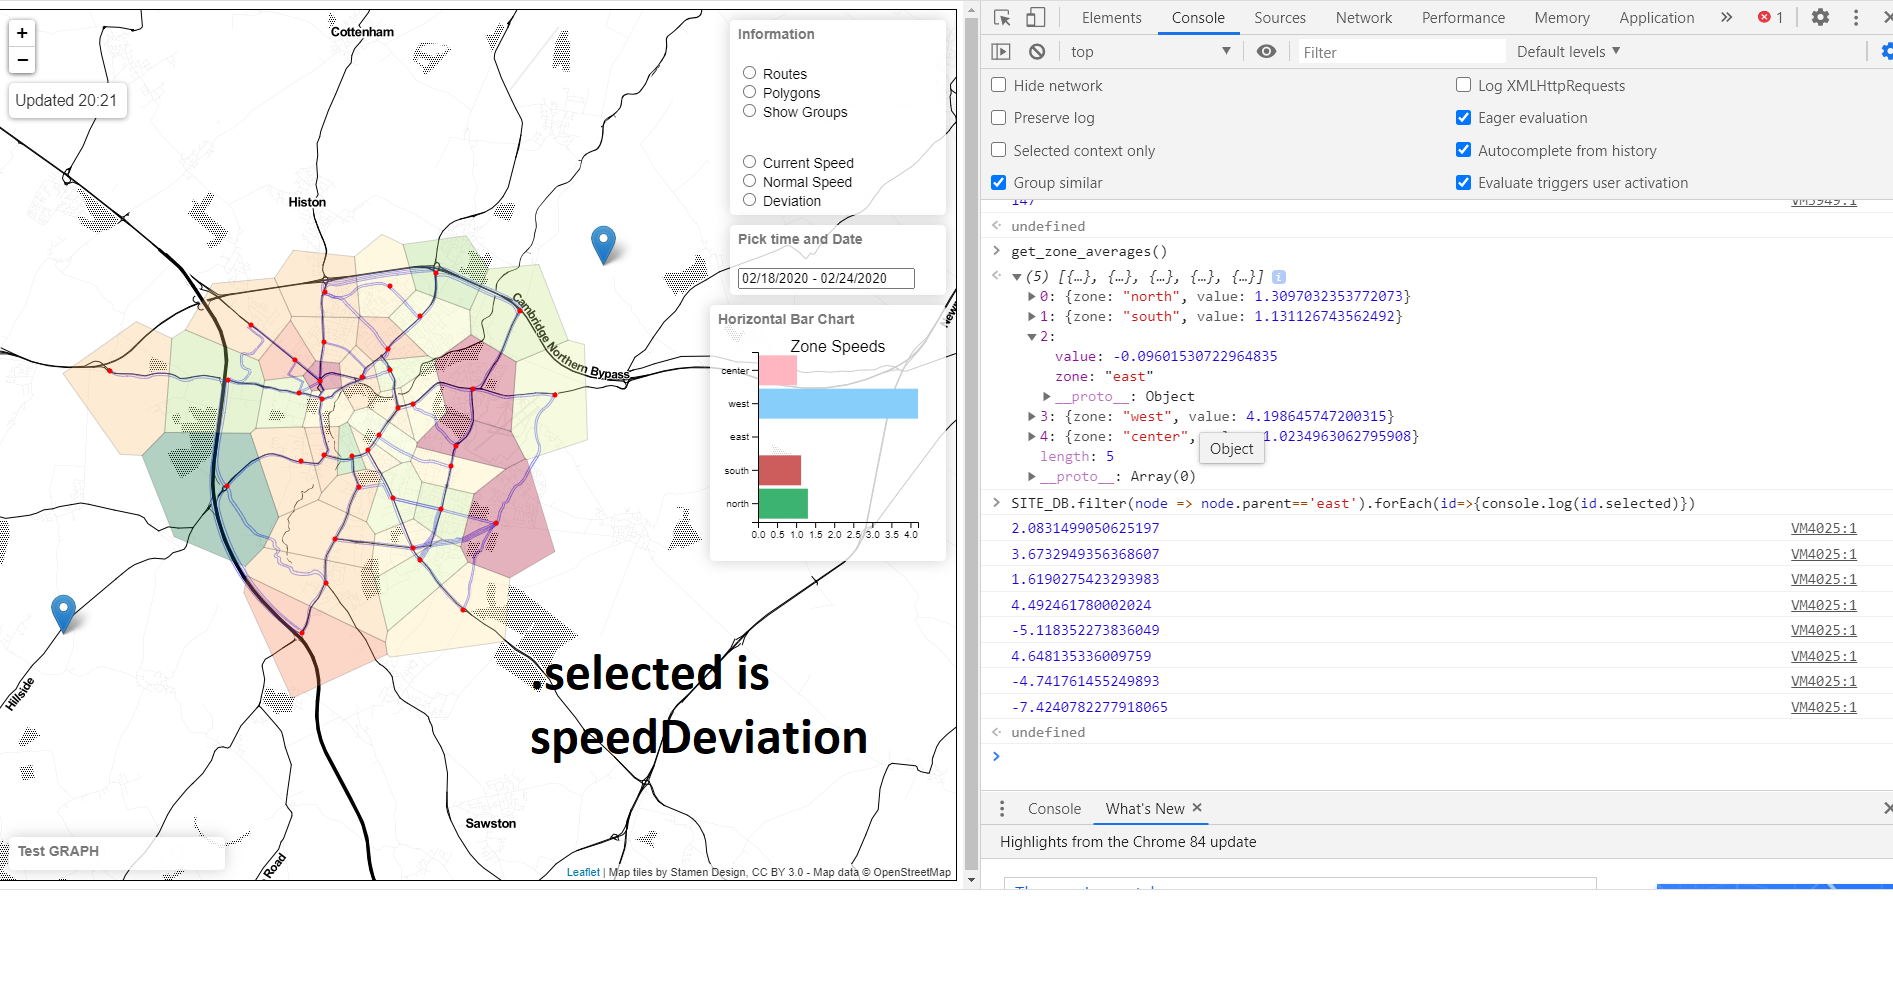 Cottenham
+
−
Updated 20:21
Histon
Cambridge Northern Bypass
Hillside
Road
Sawston
Information
Routes
Polygons
Show Groups
Current Speed
Normal Speed
Deviation
Pick time and Date
02/18/2020 - 02/24/2020
Horizontal Bar Chart
Zone Speeds
center
west
east
south
north
0.0 0.5 1.0 1.5 2.0 2.5 3.0 3.5 4.0
.selected is
speedDeviation
Test GRAPH
Leaflet | Map tiles by Stamen Design, CC BY 3.0 - Map data © OpenStreetMap
Elements Console Sources Network Performance Memory Application » 1
top Filter Default levels
Hide network Log XMLHttpRequests
Preserve log Eager evaluation
Selected context only Autocomplete from history
Group similar Evaluate triggers user activation
147 VM3949:1
undefined
get_zone_averages()
(5) [{…}, {…}, {…}, {…}, {…}] i
0: {zone: "north", value: 1.3097032353772073}
1: {zone: "south", value: 1.131126743562492}
2:
value: -0.09601530722964835
zone: "east"
__proto__: Object
3: {zone: "west", value: 4.198645747200315}
4: {zone: "center", 1.0234963062795908}
Object
length: 5
__proto__: Array(0)
SITE_DB.filter(node => node.parent=='east').forEach(id=>{console.log(id.selected)})
2.0831499050625197 VM4025:1
3.6732949356368607 VM4025:1
1.6190275423293983 VM4025:1
4.492461780002024 VM4025:1
-5.118352273836049 VM4025:1
4.648135336009759 VM4025:1
-4.741761455249893 VM4025:1
-7.4240782277918065 VM4025:1
undefined
Console What's New
Highlights from the Chrome 84 update